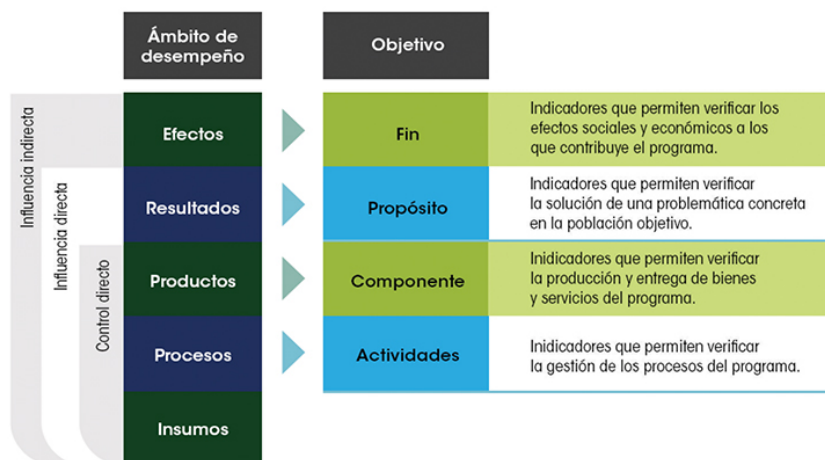 Ámbito de
desempeño
Objetivo
Influencia indirecta
Influencia directa
Control directo
Efectos
Fin
Indicadores que permiten verificar los
efectos sociales y económicos a los
que contribuye el programa.
Resultados
Propósito
Indicadores que permiten verificar
la solución de una problemática concreta
en la población objetivo.
Productos
Componente
Inidicadores que permiten verificar
la producción y entrega de bienes
y servicios del programa.
Procesos
Actividades
Inidicadores que permiten verificar
la gestión de los procesos del programa.
Insumos